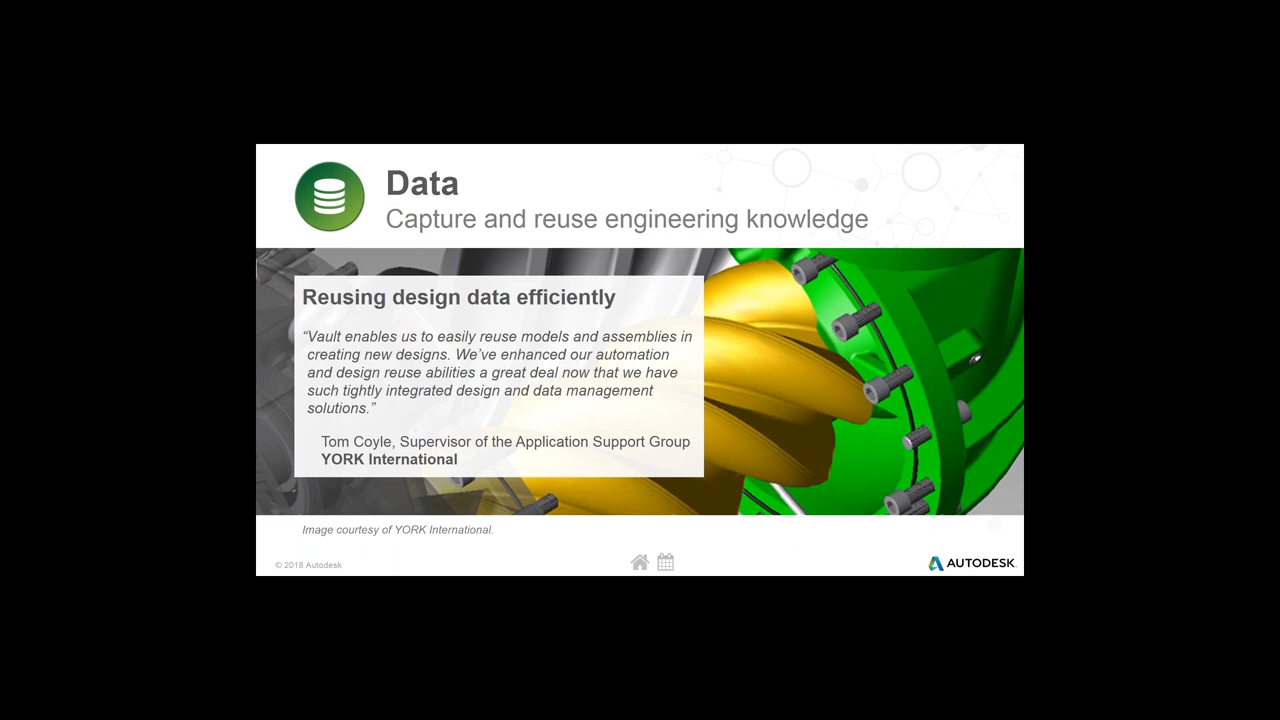 Data
Capture and reuse engineering knowledge
Reusing design data efficiently
“Vault enables us to easily reuse models and assemblies in
creating new designs. We’ve enhanced our automation
and design reuse abilities a great deal now that we have
such tightly integrated design and data management
solutions.”
Tom Coyle, Supervisor of the Application Support Group
YORK International
Image courtesy of YORK International.
© 2018 Autodesk
AUTODESK.